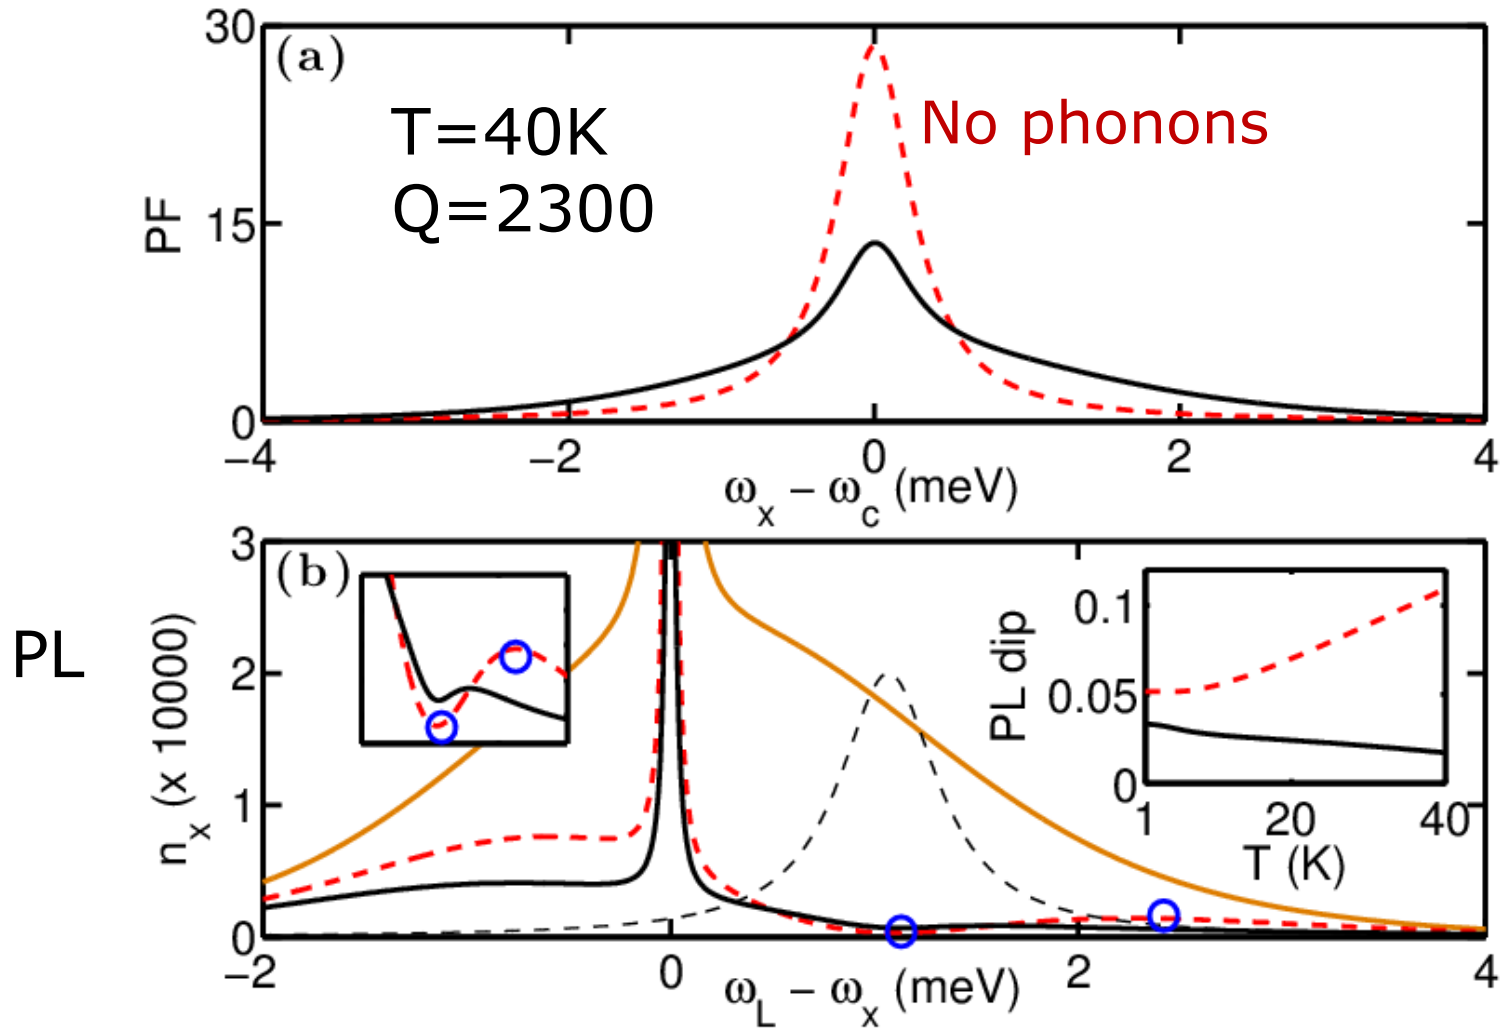 30
(a)
T=40K
No phonons
Q=2300
PF
15
0
−4 −2 0 2 4
ωx − ωc (meV)
3
(b)
PL
nx (x 10000)
2
1
0
PL dip
0.1
0.05
0
1 20 40
T (K)
−2 0 2 4
ωL − ωx (meV)